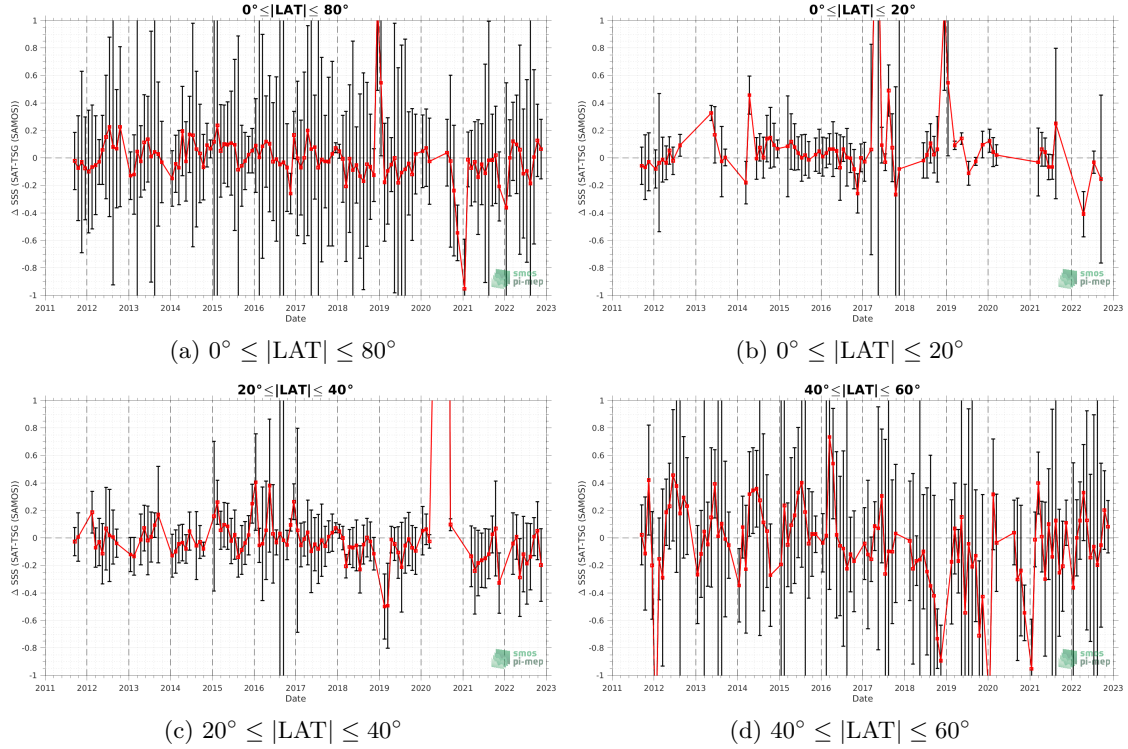 0°≤|LAT|≤ 80°
Δ SSS (SAT-TSG (SAMOS))
1
0.8
0.6
0.4
0.2
0
-0.2
-0.4
-0.6
-0.8
-1
2011 2012 2013 2014 2015 2016 2017 2018 2019 2020 2021 2022 2023
Date
smos
pi-mep
(a) 0° ≤ |LAT| ≤ 80°
0°≤|LAT|≤ 20°
Δ SSS (SAT-TSG (SAMOS))
1
0.8
0.6
0.4
0.2
0
-0.2
-0.4
-0.6
-0.8
-1
2011 2012 2013 2014 2015 2016 2017 2018 2019 2020 2021 2022 2023
Date
smos
pi-mep
(b) 0° ≤ |LAT| ≤ 20°
20°≤|LAT|≤ 40°
Δ SSS (SAT-TSG (SAMOS))
1
0.8
0.6
0.4
0.2
0
-0.2
-0.4
-0.6
-0.8
-1
2011 2012 2013 2014 2015 2016 2017 2018 2019 2020 2021 2022 2023
Date
smos
pi-mep
(c) 20° ≤ |LAT| ≤ 40°
40°≤|LAT|≤ 60°
Δ SSS (SAT-TSG (SAMOS))
1
0.8
0.6
0.4
0.2
0
-0.2
-0.4
-0.6
-0.8
-1
2011 2012 2013 2014 2015 2016 2017 2018 2019 2020 2021 2022 2023
Date
smos
pi-mep
(d) 40° ≤ |LAT| ≤ 60°